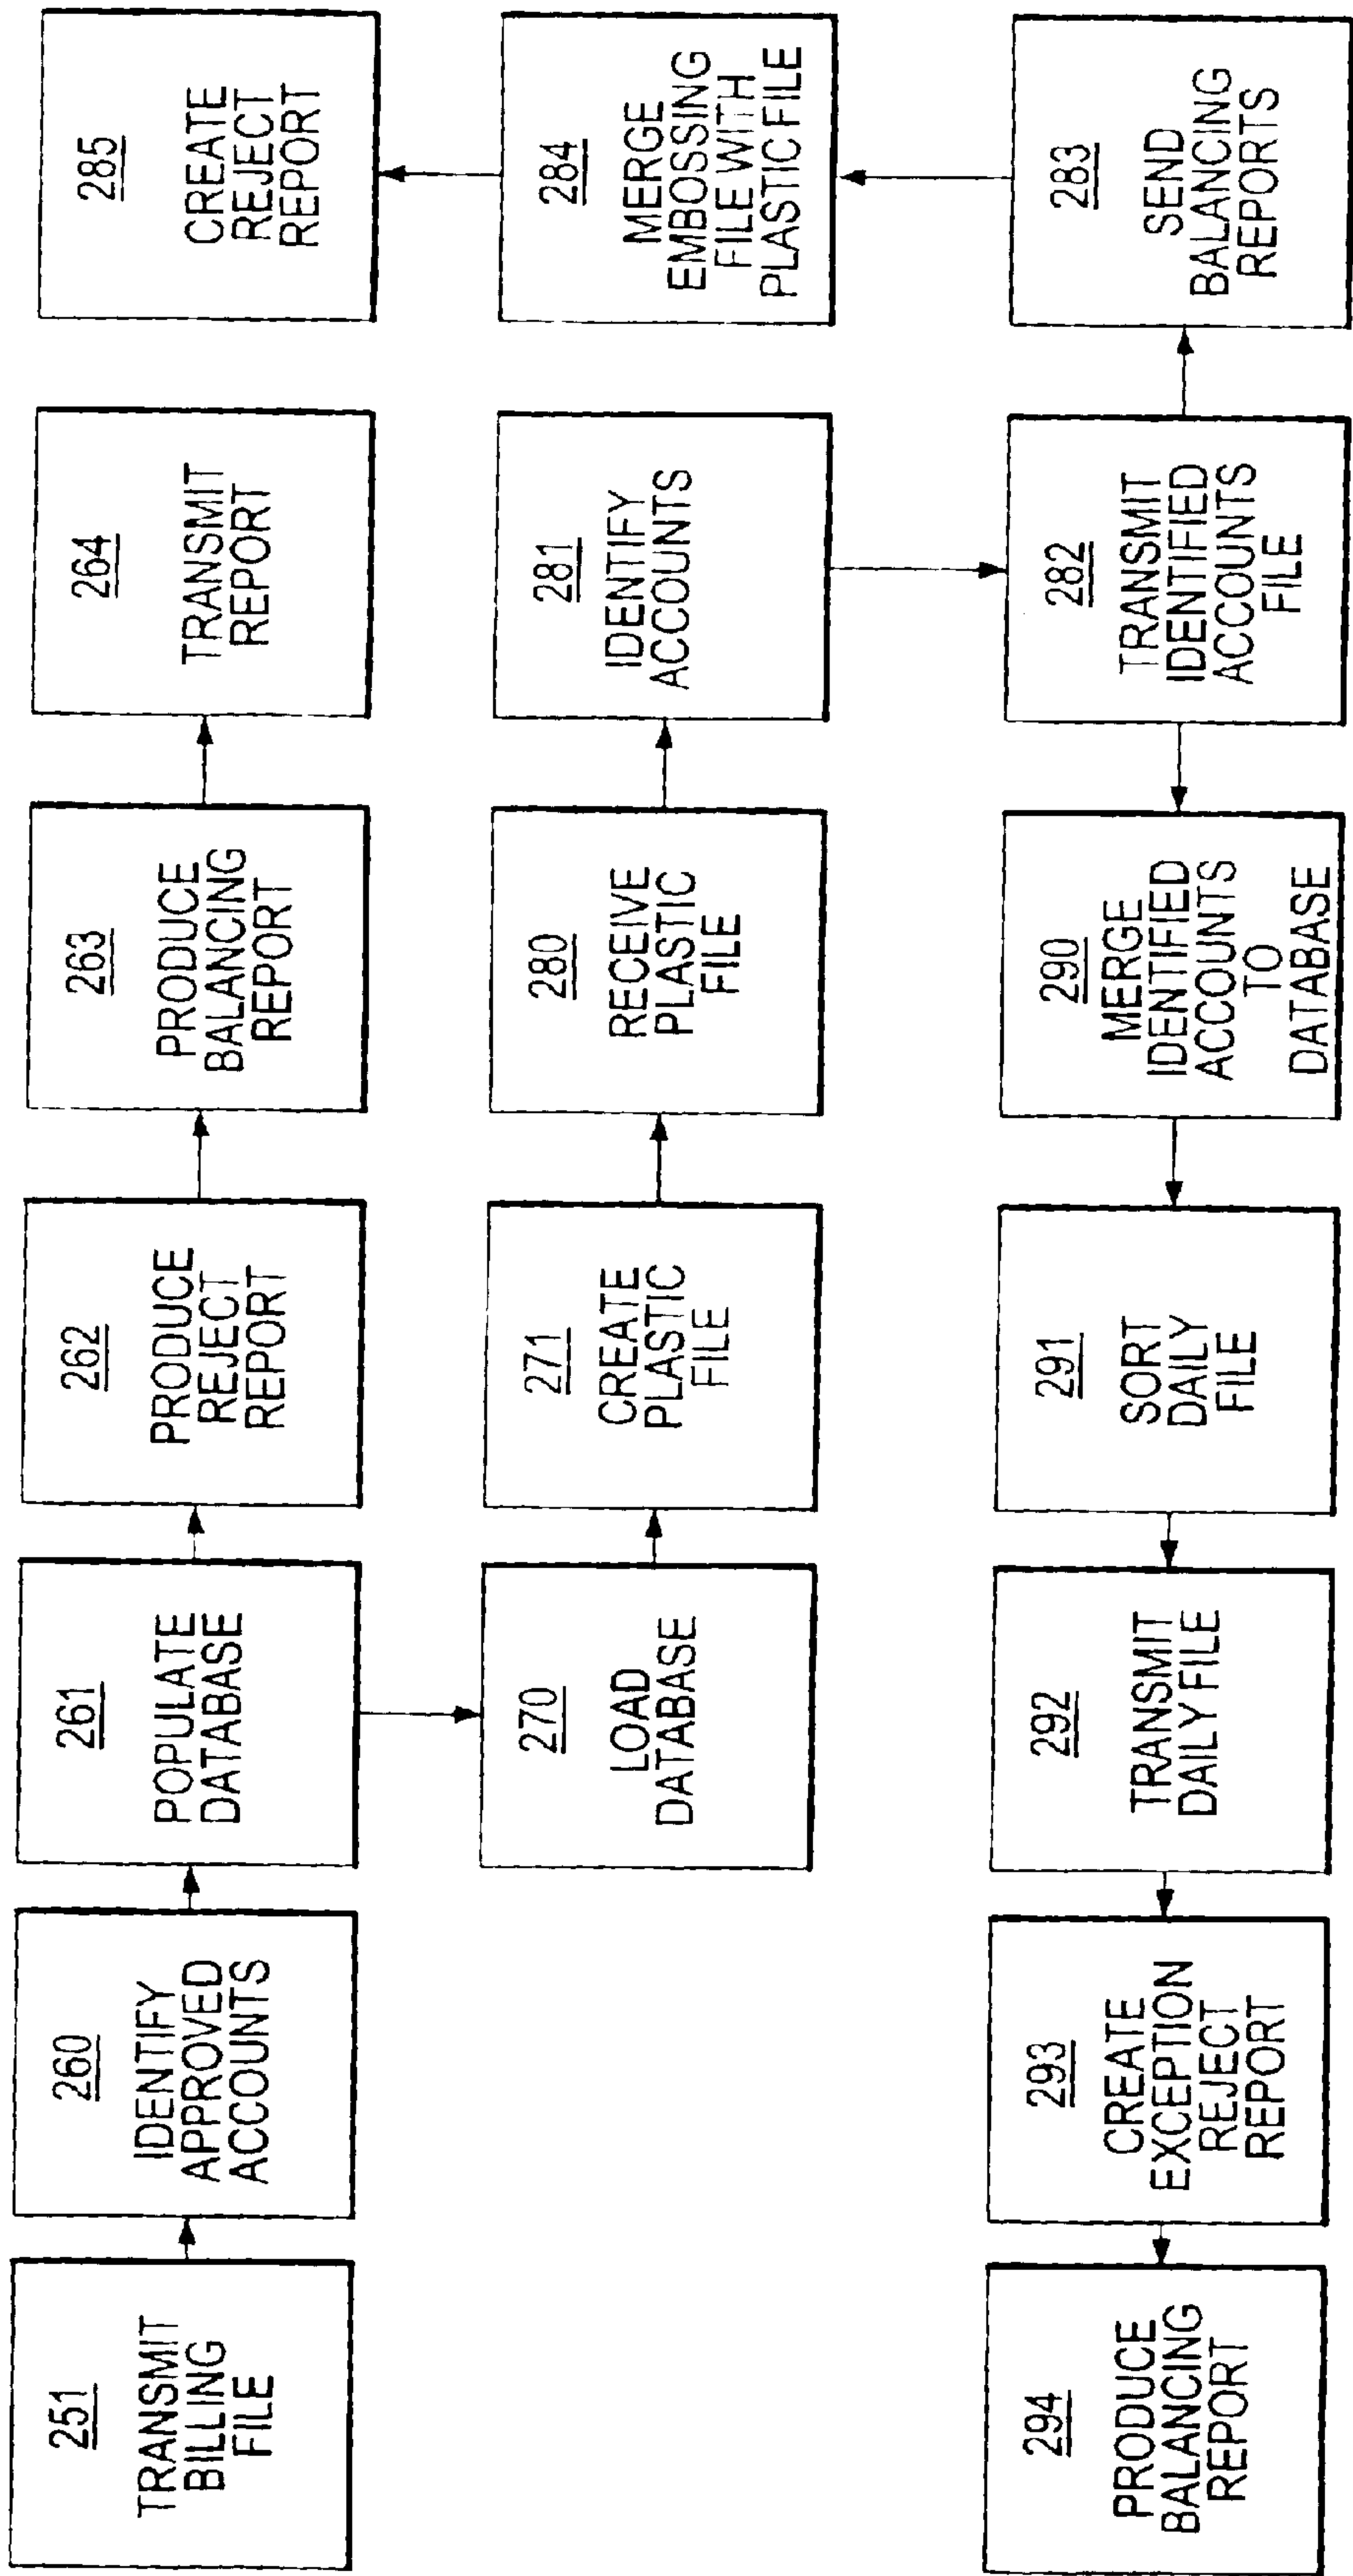 251
TRANSMIT
BILLING
FILE
260
IDENTIFY
APPROVED
ACCOUNTS
261
POPULATE
DATABASE
262
PRODUCE
REJECT
REPORT
263
PRODUCE
BALANCING
REPORT
264
TRANSMIT
REPORT
285
CREATE
REJECT
REPORT
270
LOAD
DATABASE
271
CREATE
PLASTIC
FILE
280
RECEIVE
PLASTIC
FILE
281
IDENTIFY
ACCOUNTS
284
MERGE
EMBOSSING
FILE WITH
PLASTIC FILE
294
PRODUCE
BALANCING
REPORT
293
CREATE
EXCEPTION
REJECT
REPORT
292
TRANSMIT
DAILY FILE
291
SORT
DAILY
FILE
290
MERGE
IDENTIFIED
ACCOUNTS
TO
DATABASE
282
TRANSMIT
IDENTIFIED
ACCOUNTS
FILE
283
SEND
BALANCING
REPORTS